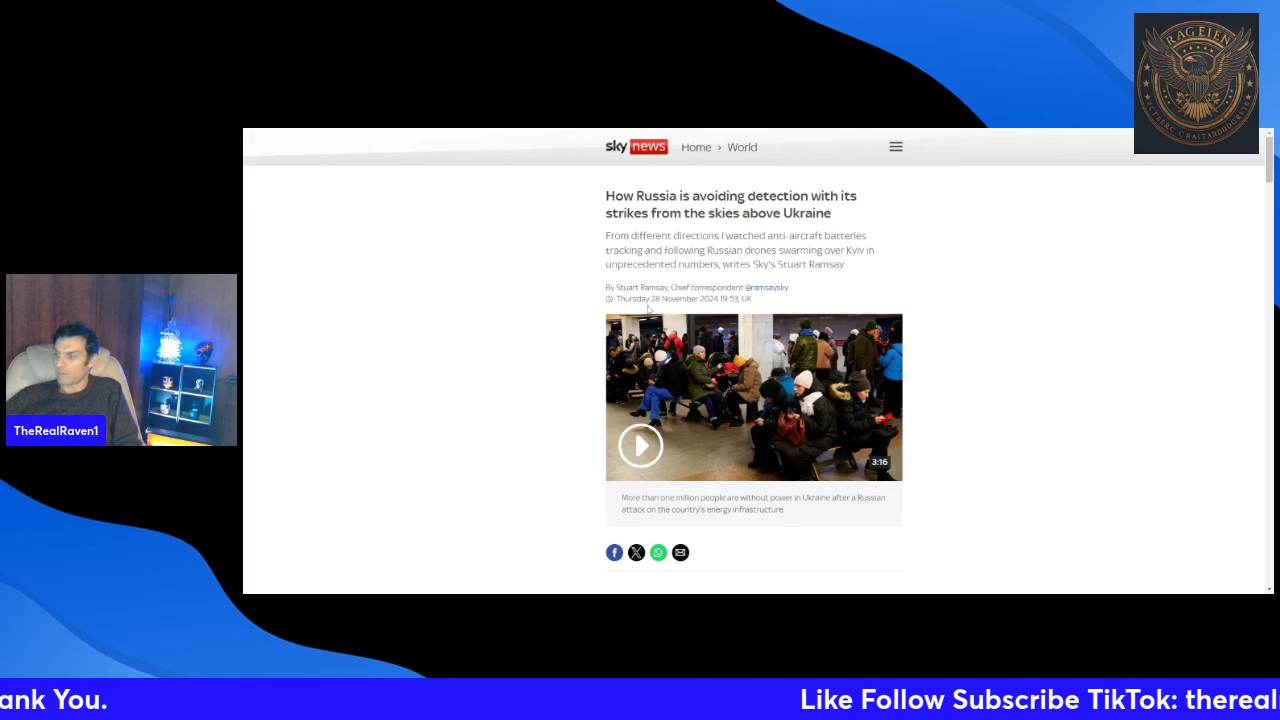 RAGEIEN
sky news Home > World
How Russia is avoiding detection with its
strikes from the skies above Ukraine
From different directions I watched anti-aircraft batteries
tracking and following Russian drones swarming over Kyiv in
unprecedented numbers, writes Sky's Stuart Ramsay.
By Stuart Ramsay, Chief correspondent @ramsaysky
Thursday 28 November 2024 19:53, UK
3:16
More than one million people are without power in Ukraine after a Russian
attack on the country's energy infrastructure.
TheRealRaven1
ank You. Like Follow Subscribe TikTok: thereal